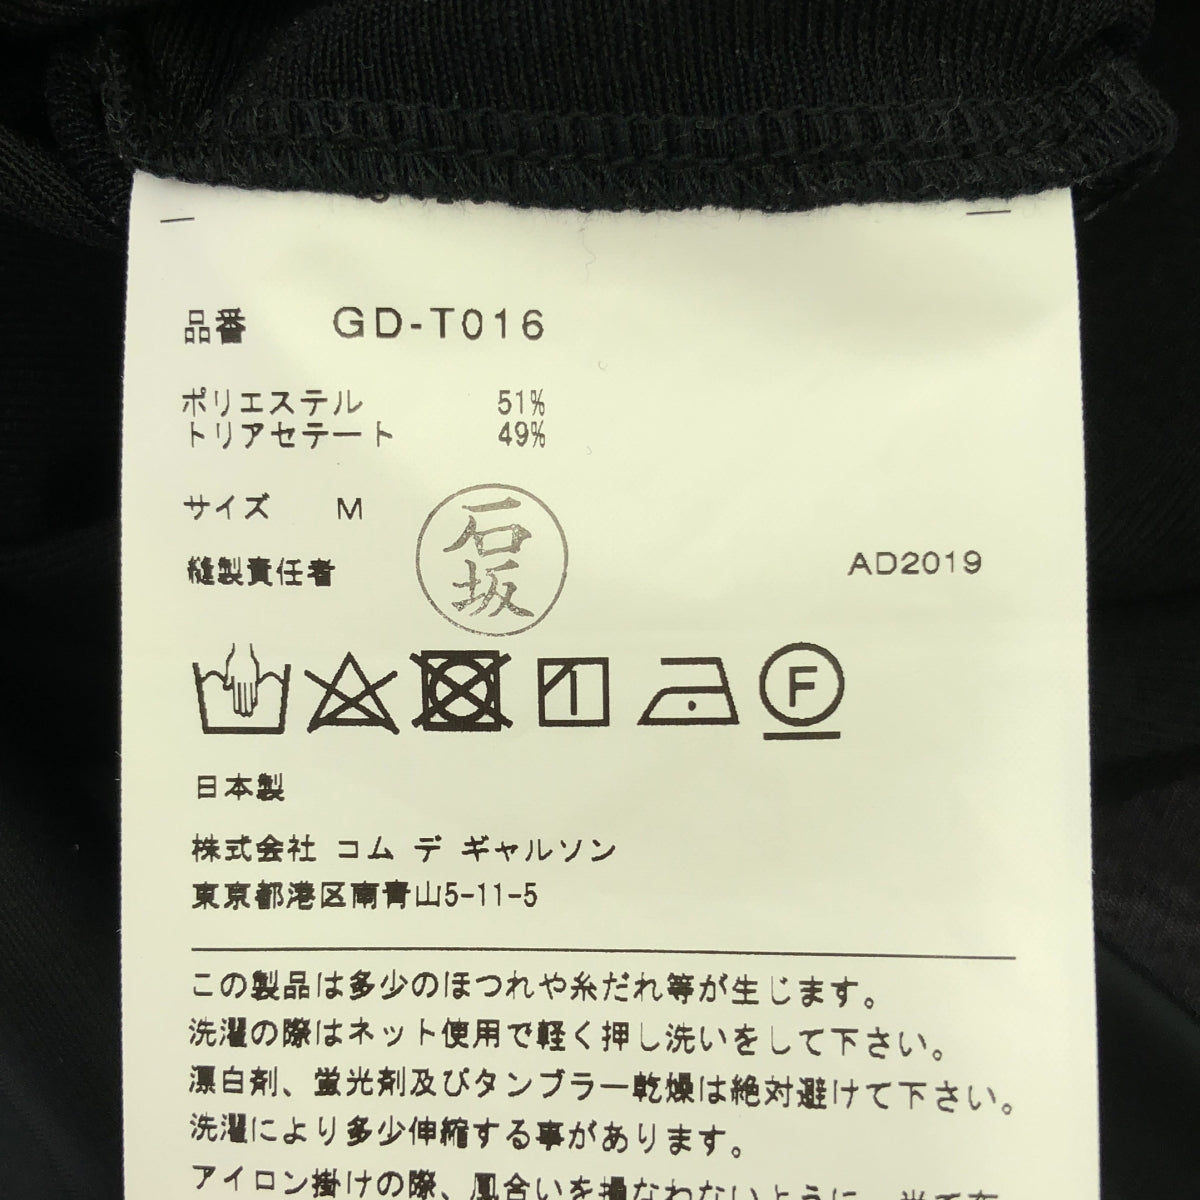 品番 GD-T016
ポリエステル 51%
トリアセテート 49%
サイズ M
石坂
縫製責任者
AD2019
F
日本製
株式会社 コム デ ギャルソン
東京都港区南青山5-11-5
この製品は多少のほつれや糸だれ等が生じます。
洗濯の際はネット使用で軽く押し洗いをして下さい。
漂白剤、蛍光剤及びタンブラー乾燥は絶対避けて下さい。
洗濯により多少伸縮する事があります。
アイロン掛けの際、風合いを損なわないように、当て布